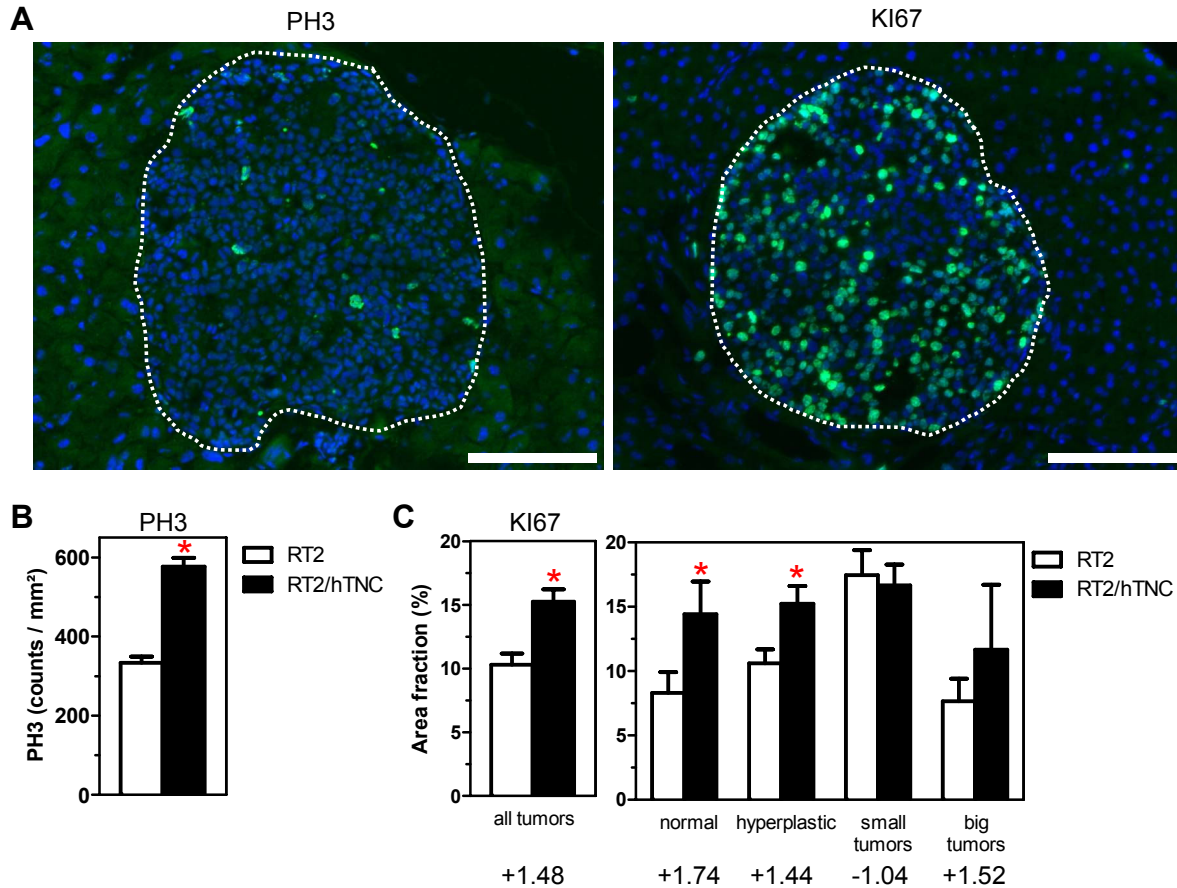 A
PH3
KI67
B
PH3
PH3 (counts / mm²)
600
400
200
0
*
RT2
RT2/hTNC
C
KI67
Area fraction (%)
20
15
10
5
0
*
all tumors
+1.48
20
15
10
5
0
*
*
normal
hyperplastic
small
tumors
big
tumors
+1.74
+1.44
-1.04
+1.52
RT2
RT2/hTNC